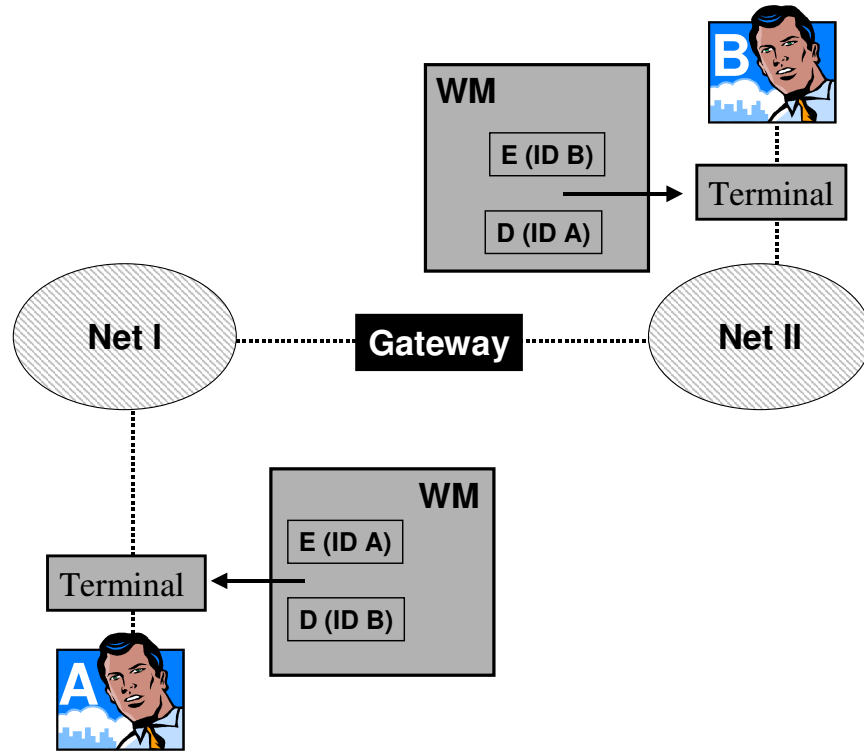 B
WM
E (ID B)
Terminal
D (ID A)
Net I
Gateway
Net II
WM
E (ID A)
Terminal
D (ID B)
A